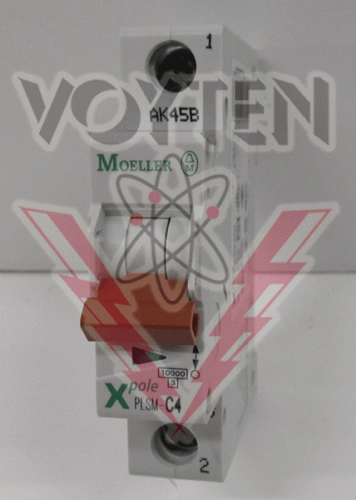 1
VOYTEN
AK45B
MOELLER
Xpole
10000
3
PLSM-C4
2